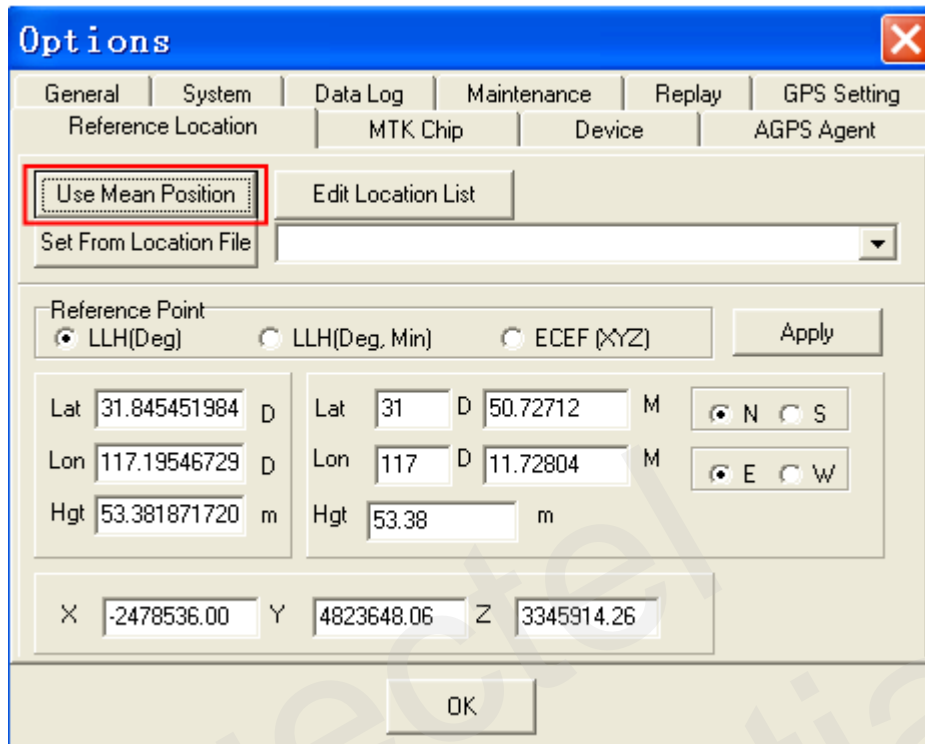 Options
General System Data Log Maintenance Replay GPS Setting
Reference Location MTK Chip Device AGPS Agent
Use Mean Position Edit Location List
Set From Location File
Reference Point
LLH(Deg) LLH(Deg, Min) ECEF (XYZ) Apply
Lat 31.845451984 D Lat 31 D 50.72712 M N S
Lon 117.19546729 D Lon 117 D 11.72804 M E W
Hgt 53.381871720 m Hgt 53.38 m
X -2478536.00 Y 4823648.06 Z 3345914.26
OK